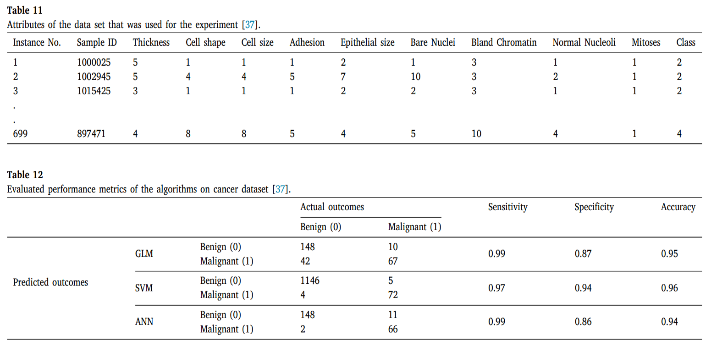 Table 11
Attributes of the data set that was used for the experiment [37].
Instance No. Sample ID Thickness Cell shape Cell size Adhesion Epithelial size Bare Nuclei Bland Chromatin Normal Nucleoli Mitoses Class
1 1000025 5 1 1 1 2 1 3 1 1 2
2 1002945 5 4 4 5 7 10 3 2 1 2
3 1015425 3 1 1 1 2 2 3 1 1 2
.
.
699 897471 4 8 8 5 4 5 10 4 1 4
Table 12
Evaluated performance metrics of the algorithms on cancer dataset [37].
Actual outcomes Sensitivity Specificity Accuracy
Benign (0) Malignant (1)
Predicted outcomes GLM Benign (0) 148 10 0.99 0.87 0.95
Malignant (1) 42 67
SVM Benign (0) 1146 5 0.97 0.94 0.96
Malignant (1) 4 72
ANN Benign (0) 148 11 0.99 0.86 0.94
Malignant (1) 2 66